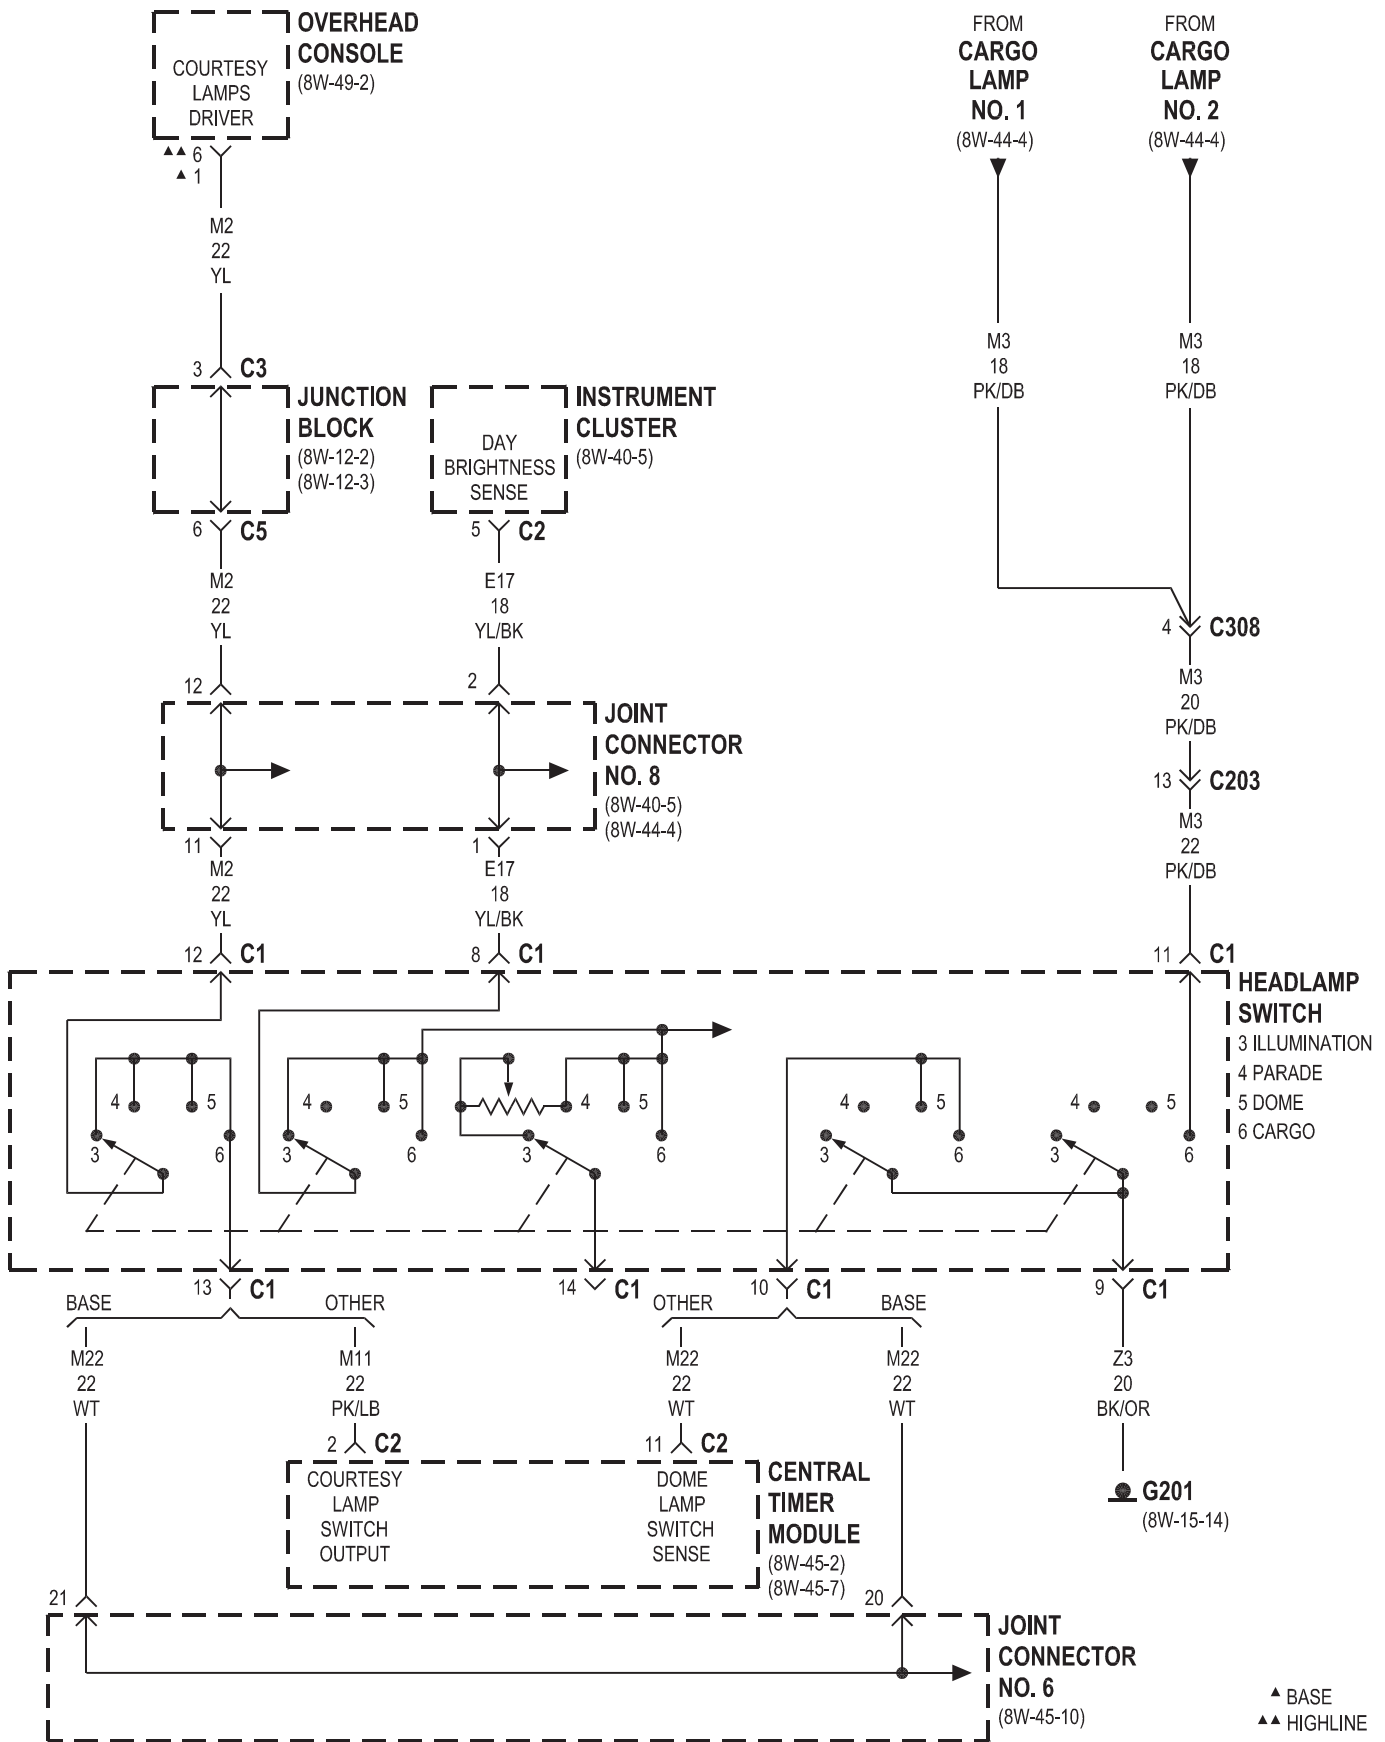 OVERHEAD
CONSOLE
(8W-49-2)
COURTESY
LAMPS
DRIVER
▲▲ 6
▲ 1
M2
22
YL
3 C3
JUNCTION
BLOCK
(8W-12-2)
(8W-12-3)
6 C5
M2
22
YL
12
INSTRUMENT
CLUSTER
(8W-40-5)
DAY
BRIGHTNESS
SENSE
5 C2
E17
18
YL/BK
2
JOINT
CONNECTOR
NO. 8
(8W-40-5)
(8W-44-4)
11
M2
22
YL
12 C1
1
E17
18
YL/BK
8 C1
FROM
CARGO
LAMP
NO. 1
(8W-44-4)
M3
18
PK/DB
FROM
CARGO
LAMP
NO. 2
(8W-44-4)
M3
18
PK/DB
4 C308
M3
20
PK/DB
13 C203
M3
22
PK/DB
11 C1
HEADLAMP
SWITCH
3 ILLUMINATION
4 PARADE
5 DOME
6 CARGO
4 5
3 6
4 5
3 6
4 5
3 6
4 5
3 6
4 5
3 6
13 C1
14 C1
10 C1
9 C1
BASE
OTHER
OTHER
BASE
M22
22
WT
M11
22
PK/LB
M22
22
WT
M22
22
WT
Z3
20
BK/OR
2 C2
11 C2
COURTESY
LAMP
SWITCH
OUTPUT
DOME
LAMP
SWITCH
SENSE
CENTRAL
TIMER
MODULE
(8W-45-2)
(8W-45-7)
G201
(8W-15-14)
21
20
JOINT
CONNECTOR
NO. 6
(8W-45-10)
▲ BASE
▲▲ HIGHLINE